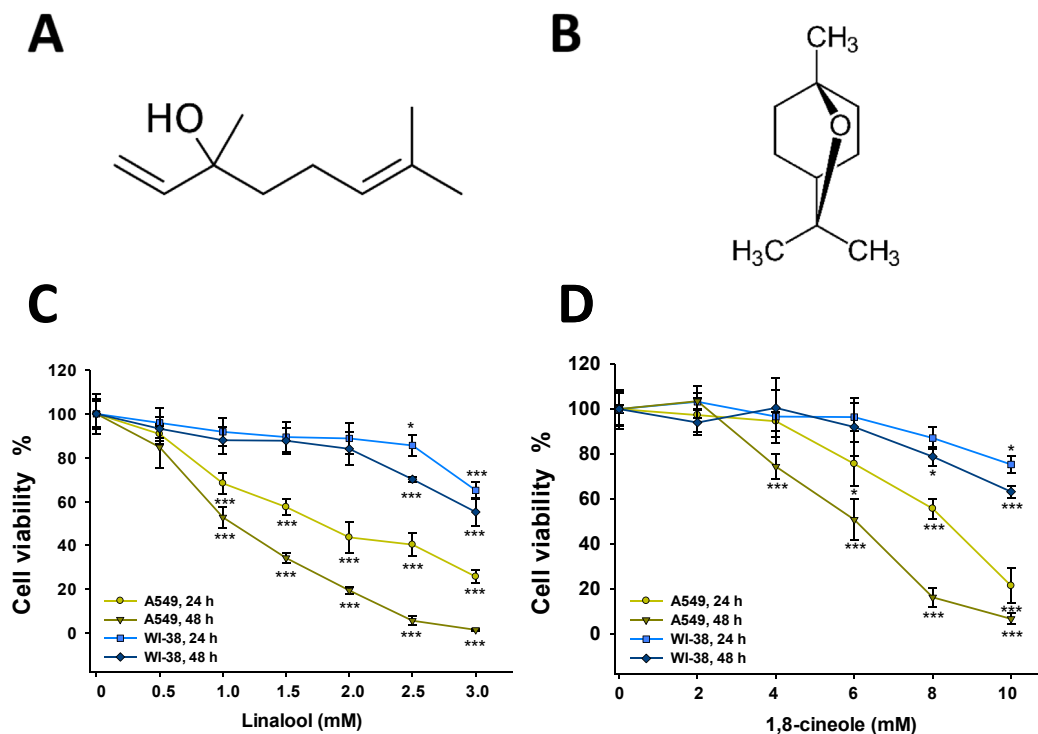 A
B
CH3
HO
O
H3C
CH3
C
D
120
100
80
60
40
20
0
Cell viability %
*
***
***
***
***
***
***
***
***
***
***
***
***
***
A549, 24 h
A549, 48 h
WI-38, 24 h
WI-38, 48 h
0 0.5 1.0 1.5 2.0 2.5 3.0
Linalool (mM)
120
100
80
60
40
20
0
Cell viability %
*
*
***
***
*
***
***
***
***
***
A549, 24 h
A549, 48 h
WI-38, 24 h
WI-38, 48 h
0 2 4 6 8 10
1,8-cineole (mM)